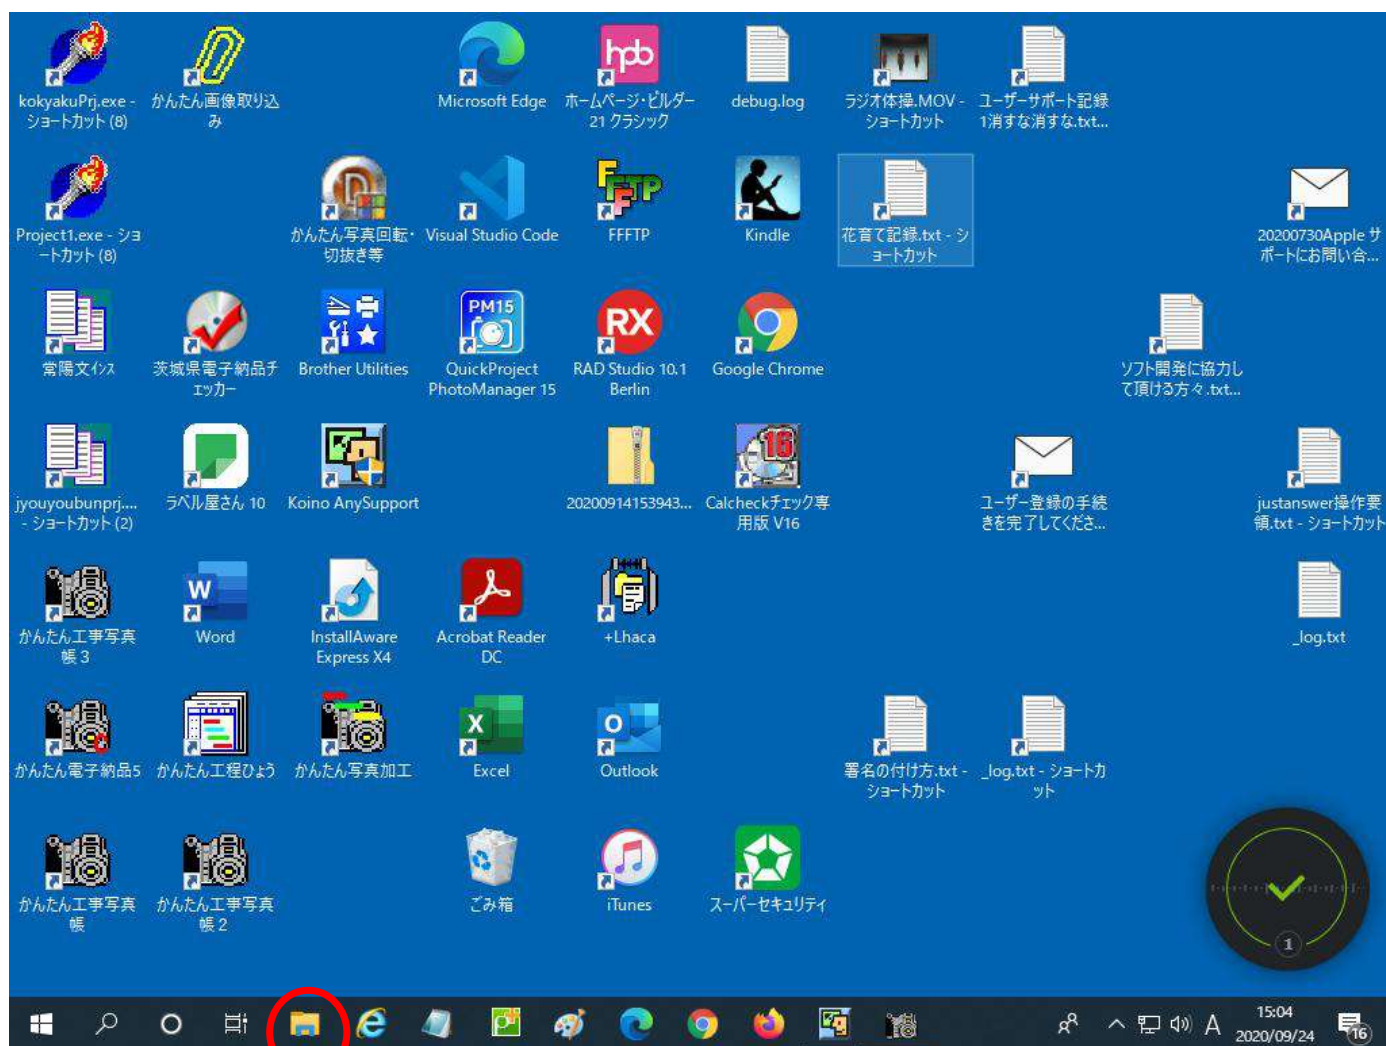 kokyakuPrj.exe -
ショートカット (8)
かんたん画像取り込
み
Microsoft Edge
hpb
ホームページ・ビルダー
21 クラシック
debug.log
ラジオ体操.MOV -
ショートカット
ユーザーサポート記録
1消すな消すな.txt...
Project1.exe - ショ
ートカット (8)
かんたん写真回転・
切抜き等
Visual Studio Code
FFFTP
FFFTP
Kindle
花育て記録.txt - シ
ョートカット
20200730Apple サ
ポートにお問い合...
常陽文インス
茨城県電子納品チ
ェッカー
Brother Utilities
PM15
QuickProject
PhotoManager 15
RX
RAD Studio 10.1
Berlin
Google Chrome
ソフト開発に協力し
て頂ける方々.txt...
jyouyoubunprj....
- ショートカット (2)
ラベル屋さん 10
Koino AnySupport
20200914153943...
16
Calcheckチェック専
用版 V16
ユーザー登録の手続
きを完了してくださ...
justanswer操作要
領.txt - ショートカット
かんたん工事写真
帳 3
W
Word
InstallAware
Express X4
Acrobat Reader
DC
+Lhaca
_log.txt
かんたん電子納品5
かんたん工程ひょう
かんたん写真加工
X
Excel
O
Outlook
署名の付け方.txt -
ショートカット
_log.txt - ショートカ
ット
かんたん工事写真
帳
かんたん工事写真
帳 2
ごみ箱
iTunes
スーパーセキュリティ
1
A
15:04
2020/09/24
16